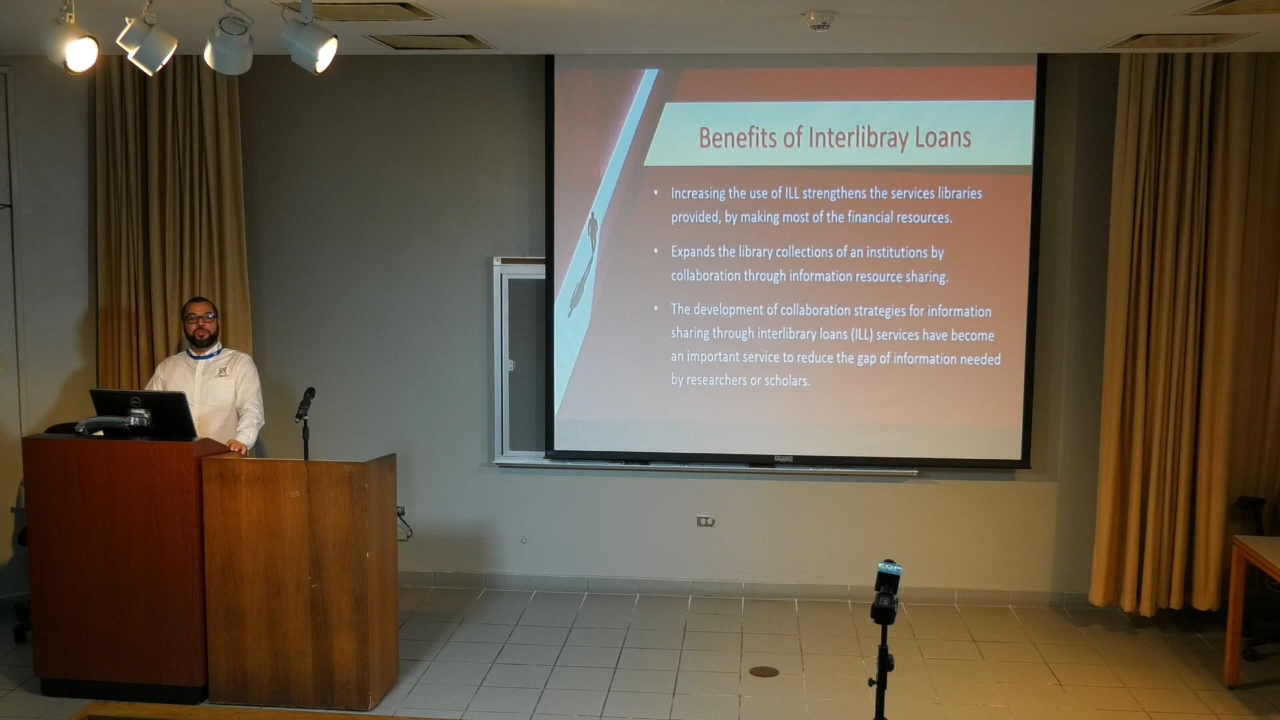 Benefits of Interlibray Loans
• Increasing the use of ILL strengthens the services libraries
provided, by making most of the financial resources.
• Expands the library collections of an institutions by
collaboration through information resource sharing.
• The development of collaboration strategies for information
sharing through interlibrary loans (ILL) services have become
an important service to reduce the gap of information needed
by researchers or scholars.